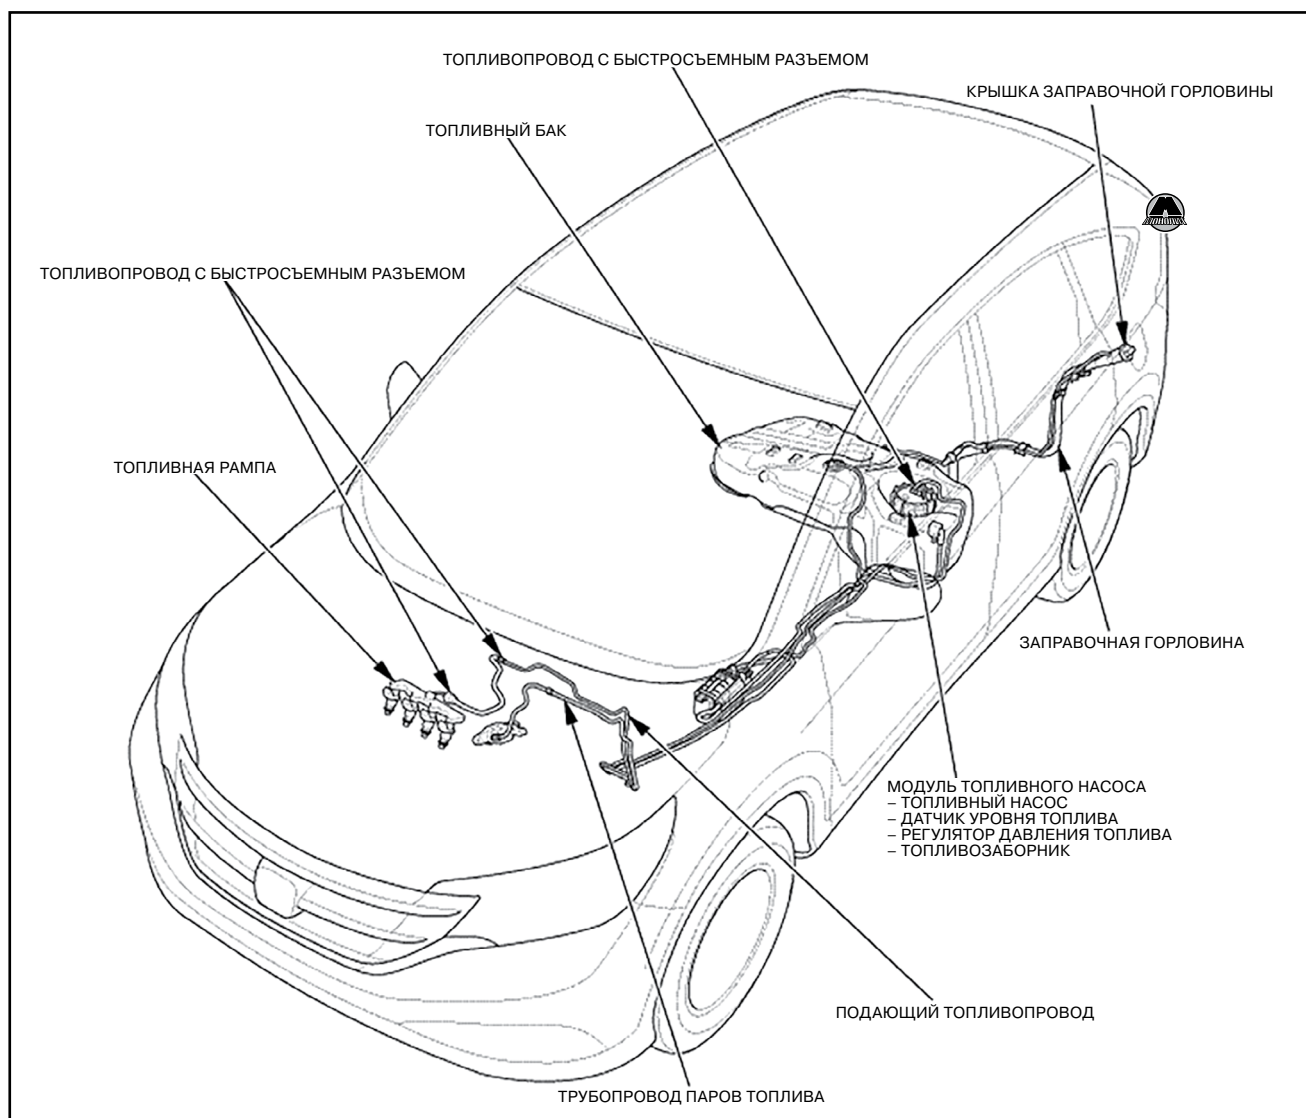 ТОПЛИВОПРОВОД С БЫСТРОСЪЕМНЫМ РАЗЪЕМОМ
КРЫШКА ЗАПРАВОЧНОЙ ГОРЛОВИНЫ
ТОПЛИВНЫЙ БАК
ТОПЛИВОПРОВОД С БЫСТРОСЪЕМНЫМ РАЗЪЕМОМ
ТОПЛИВНАЯ РАМПА
ЗАПРАВОЧНАЯ ГОРЛОВИНА
МОДУЛЬ ТОПЛИВНОГО НАСОСА
– ТОПЛИВНЫЙ НАСОС
– ДАТЧИК УРОВНЯ ТОПЛИВА
– РЕГУЛЯТОР ДАВЛЕНИЯ ТОПЛИВА
– ТОПЛИВОЗАБОРНИК
ПОДАЮЩИЙ ТОПЛИВОПРОВОД
ТРУБОПРОВОД ПАРОВ ТОПЛИВА